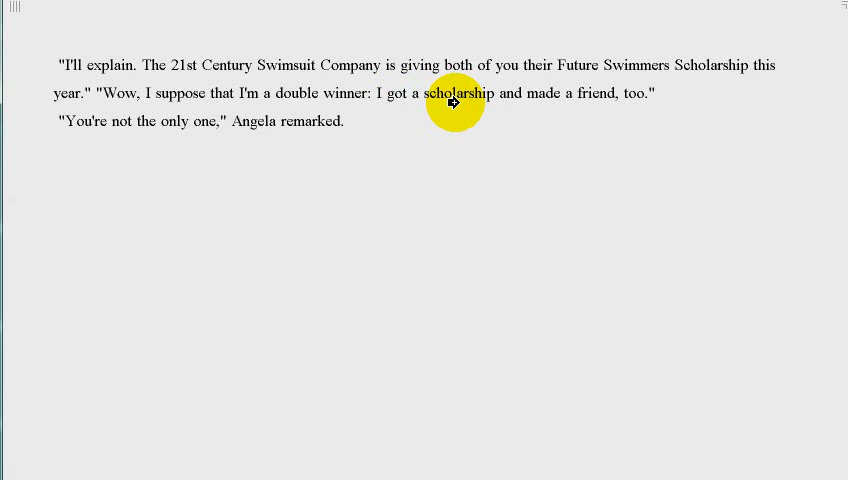 "I'll explain. The 21st Century Swimsuit Company is giving both of you their Future Swimmers Scholarship this
year." "Wow, I suppose that I'm a double winner: I got a scholarship and made a friend, too."
"You're not the only one," Angela remarked.